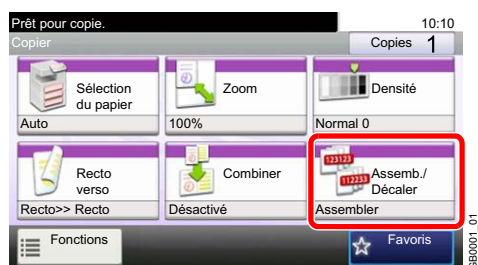 Prêt pour copie.
10:10
Copier
Copies 1
Sélection
du papier
Auto
Zoom
100%
Densité
Normal 0
Recto
verso
Recto>> Recto
Combiner
Désactivé
123123
112233
Assemb./
Décaler
Assembler
Fonctions
Favoris